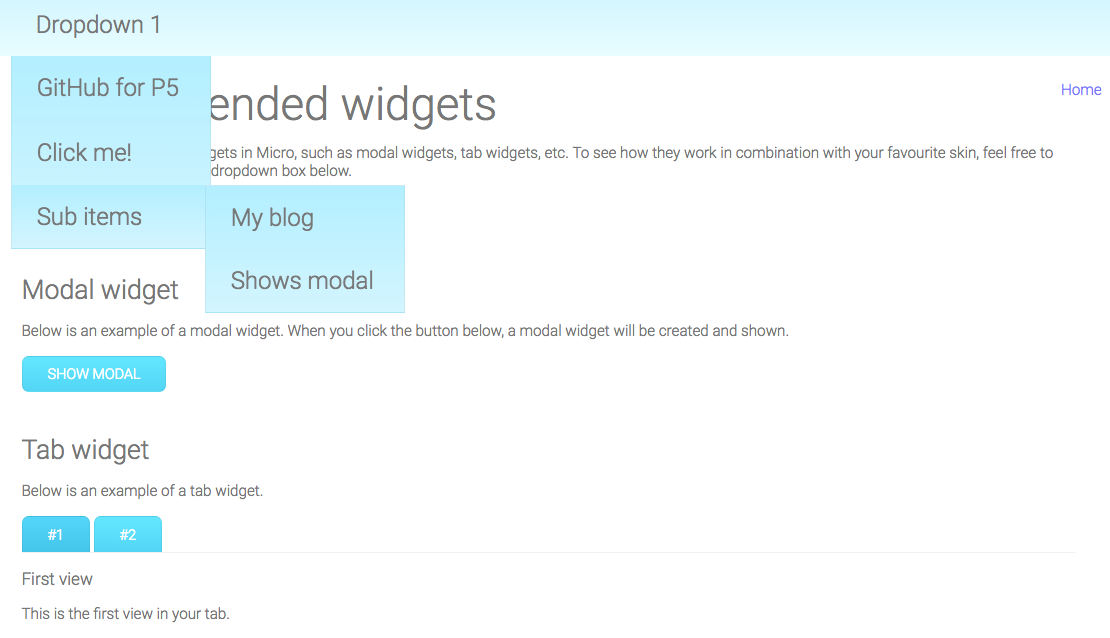 Dropdown 1
GitHub for P5
Home
ended widgets
Click me!
gets in Micro, such as modal widgets, tab widgets, etc. To see how they work in combination with your favourite skin, feel free to
dropdown box below.
Sub items
My blog
Shows modal
Modal widget
Below is an example of a modal widget. When you click the button below, a modal widget will be created and shown.
SHOW MODAL
Tab widget
Below is an example of a tab widget.
#1 #2
First view
This is the first view in your tab.